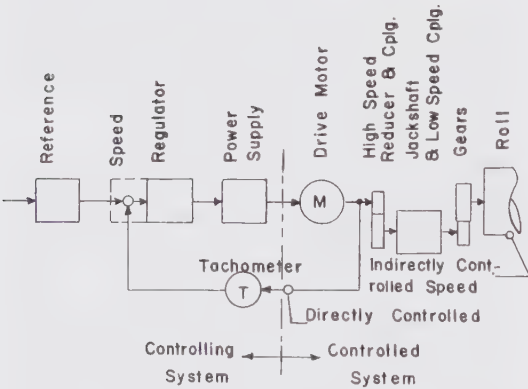 Reference
Speed
Regulator
Power
Supply
Drive Motor
High Speed
Reducer & Cplg.
Jackshaft
& Low Speed Cplg.
Gears
Roll
M
Tachometer
T
Indirectly Cont-
rolled Speed
Directly Controlled
Controlling
System
Controlled
System